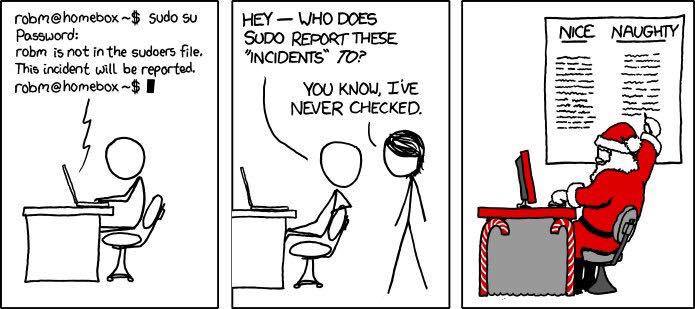 robm@homebox~$ sudo su
Password:
robm is not in the sudoers file.
This incident will be reported.
robm@homebox~$
HEY — WHO DOES
SUDO REPORT THESE
"INCIDENTS" TO?
YOU KNOW, I'VE
NEVER CHECKED.
NICE
NAUGHTY